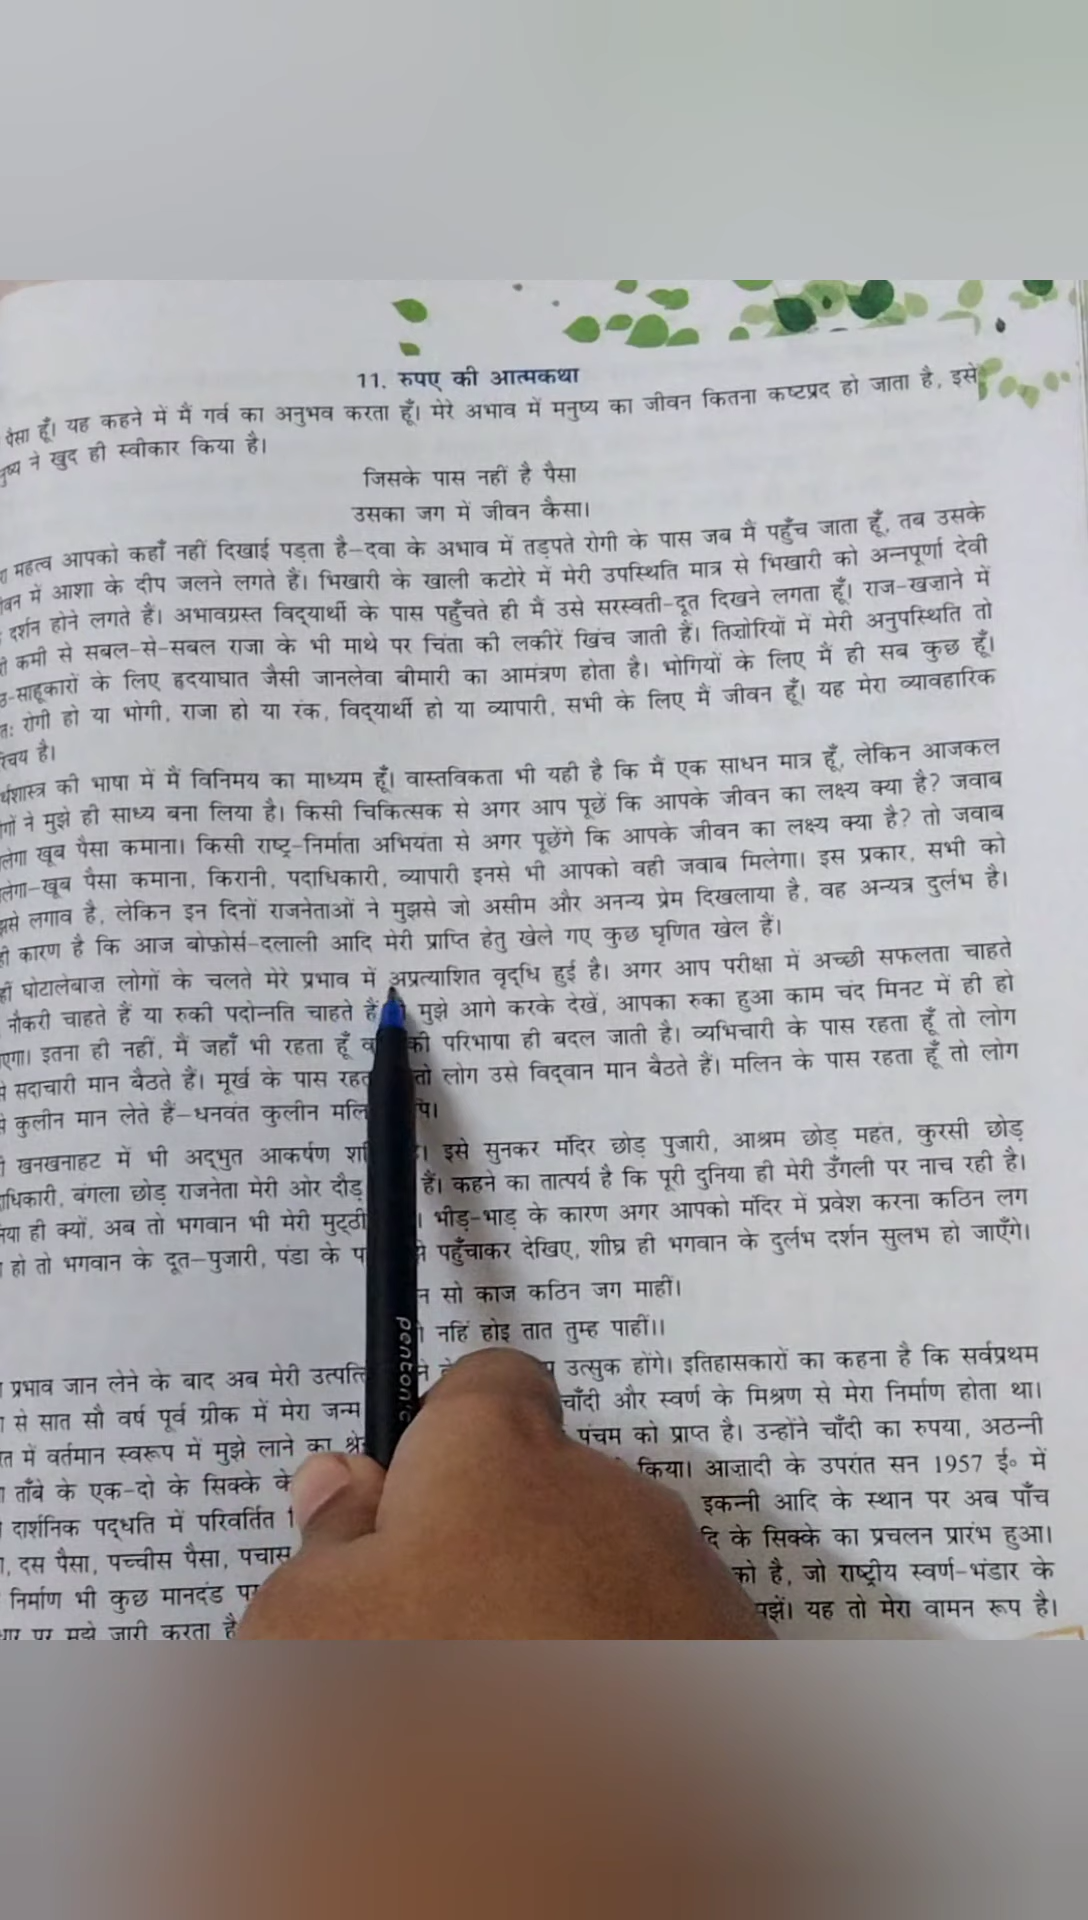 11. रुपए की आत्मकथा
पैसा हूँ। यह कहने में मैं गर्व का अनुभव करता हूँ। मेरे अभाव में मनुष्य का जीवन कितना कष्टप्रद हो जाता है, इसे
ने खुद ही स्वीकार किया है।
जिसके पास नहीं है पैसा
उसका जग में जीवन कैसा।
महत्व आपको कहाँ नहीं दिखाई पड़ता है–दवा के अभाव में तड़पते रोगी के पास जब मैं पहुँच जाता हूँ, तब उसके
में आशा के दीप जलने लगते हैं। भिखारी के खाली कटोरे में मेरी उपस्थिति मात्र से भिखारी को अन्नपूर्णा देवी
दर्शन होने लगते हैं। अभावग्रस्त विद्यार्थी के पास पहुँचते ही मैं उसे सरस्वती-दूत दिखने लगता हूँ। राज-खज़ाने में
कमी से सबल-से-सबल राजा के भी माथे पर चिंता की लकीरें खिंच जाती हैं। तिज़ोरियों में मेरी अनुपस्थिति तो
साहूकारों के लिए हृदयाघात जैसी जानलेवा बीमारी का आमंत्रण होता है। भोगियों के लिए मैं ही सब कुछ हूँ।
रोगी हो या भोगी, राजा हो या रंक, विद्यार्थी हो या व्यापारी, सभी के लिए मैं जीवन हूँ। यह मेरा व्यावहारिक
है।
की भाषा में मैं विनिमय का माध्यम हूँ। वास्तविकता भी यही है कि मैं एक साधन मात्र हूँ, लेकिन आजकल
ने मुझे ही साध्य बना लिया है। किसी चिकित्सक से अगर आप पूछें कि आपके जीवन का लक्ष्य क्या है? जवाब
खूब पैसा कमाना। किसी राष्ट्र-निर्माता अभियंता से अगर पूछेंगे कि आपके जीवन का लक्ष्य क्या है? तो जवाब
खूब पैसा कमाना, किरानी, पदाधिकारी, व्यापारी इनसे भी आपको वही जवाब मिलेगा। इस प्रकार, सभी को
लगाव है, लेकिन इन दिनों राजनेताओं ने मुझसे जो असीम और अनन्य प्रेम दिखलाया है, वह अन्यत्र दुर्लभ है।
कारण है कि आज बोफ़ोर्स-दलाली आदि मेरी प्राप्ति हेतु खेले गए कुछ घृणित खेल हैं।
घोटालेबाज़ लोगों के चलते मेरे प्रभाव में अप्रत्याशित वृद्धि हुई है। अगर आप परीक्षा में अच्छी सफलता चाहते
नौकरी चाहते हैं या रुकी पदोन्नति चाहते हैं मुझे आगे करके देखें, आपका रुका हुआ काम चंद मिनट में ही हो
इतना ही नहीं, मैं जहाँ भी रहता हूँ की परिभाषा ही बदल जाती है। व्यभिचारी के पास रहता हूँ तो लोग
सदाचारी मान बैठते हैं। मूर्ख के पास तो लोग उसे विद्वान मान बैठते हैं। मलिन के पास रहता हूँ तो लोग
कुलीन मान लेते हैं–धनवंत कुलीन
खनखनाहट में भी अद्भुत आकर्षण इसे सुनकर मंदिर छोड़ पुजारी, आश्रम छोड़ महंत, कुरसी छोड़
बंगला छोड़ राजनेता मेरी ओर दौड़ हैं। कहने का तात्पर्य है कि पूरी दुनिया ही मेरी उँगली पर नाच रही है।
ही क्यों, अब तो भगवान भी मेरी मुट्ठी भीड़-भाड़ के कारण अगर आपको मंदिर में प्रवेश करना कठिन लग
हो तो भगवान के दूत–पुजारी, पंडा के पहुँचाकर देखिए, शीघ्र ही भगवान के दुर्लभ दर्शन सुलभ हो जाएँगे।
सो काज कठिन जग माहीं।
नहिं होइ तात तुम्ह पाहीं।।
प्रभाव जान लेने के बाद अब मेरी उत्सुक होंगे। इतिहासकारों का कहना है कि सर्वप्रथम
से सात सौ वर्ष पूर्व ग्रीक में मेरा जन्म चाँदी और स्वर्ण के मिश्रण से मेरा निर्माण होता था।
में वर्तमान स्वरूप में मुझे लाने का पंचम को प्राप्त है। उन्होंने चाँदी का रुपया, अठन्नी
ताँबे के एक-दो के सिक्के किया। आज़ादी के उपरांत सन 1957 ई॰ में
दार्शनिक पद्धति में परिवर्तित इकन्नी आदि के स्थान पर अब पाँच
दस पैसा, पच्चीस पैसा, पचास के सिक्के का प्रचलन प्रारंभ हुआ।
निर्माण भी कुछ मानदंड को है, जो राष्ट्रीय स्वर्ण-भंडार के
पर मुझे जारी करता है यह तो मेरा वामन रूप है।